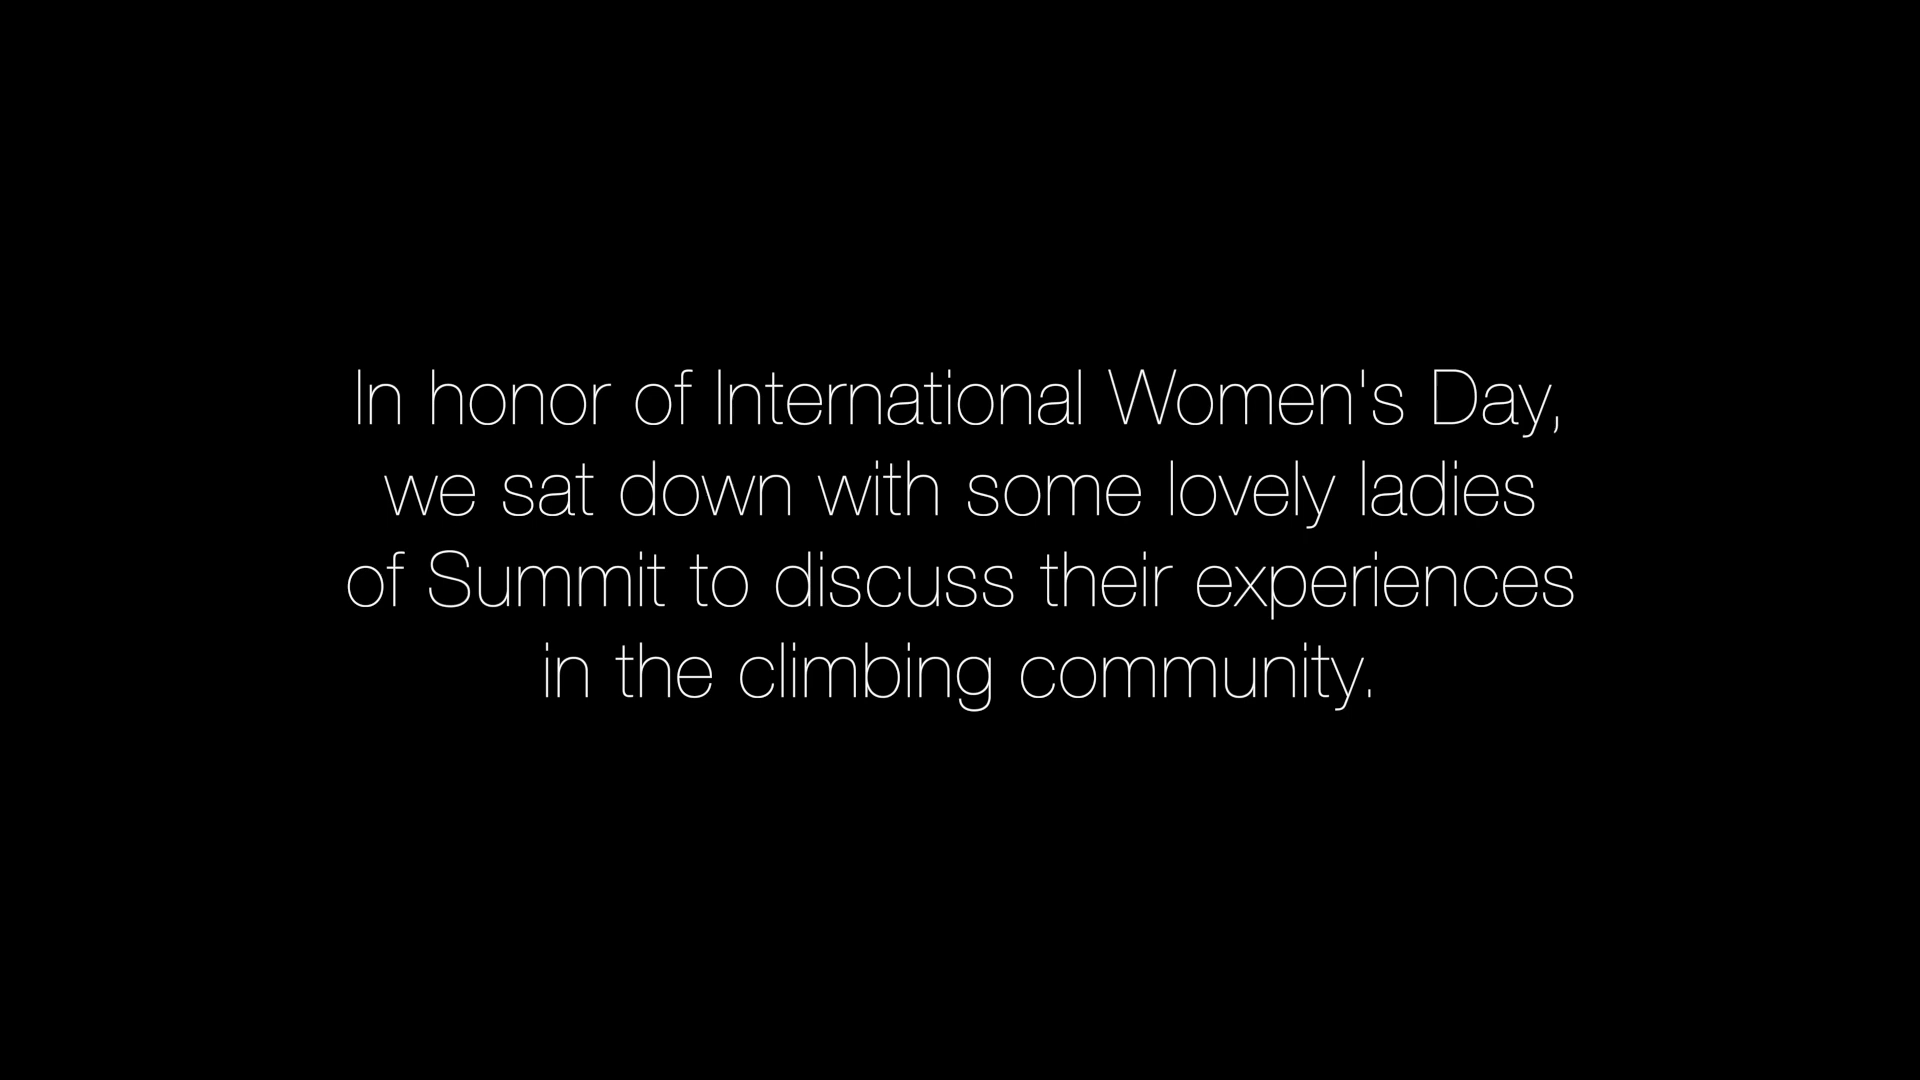 In honor of International Women's Day,
we sat down with some lovely ladies
of Summit to discuss their experiences
in the climbing community.